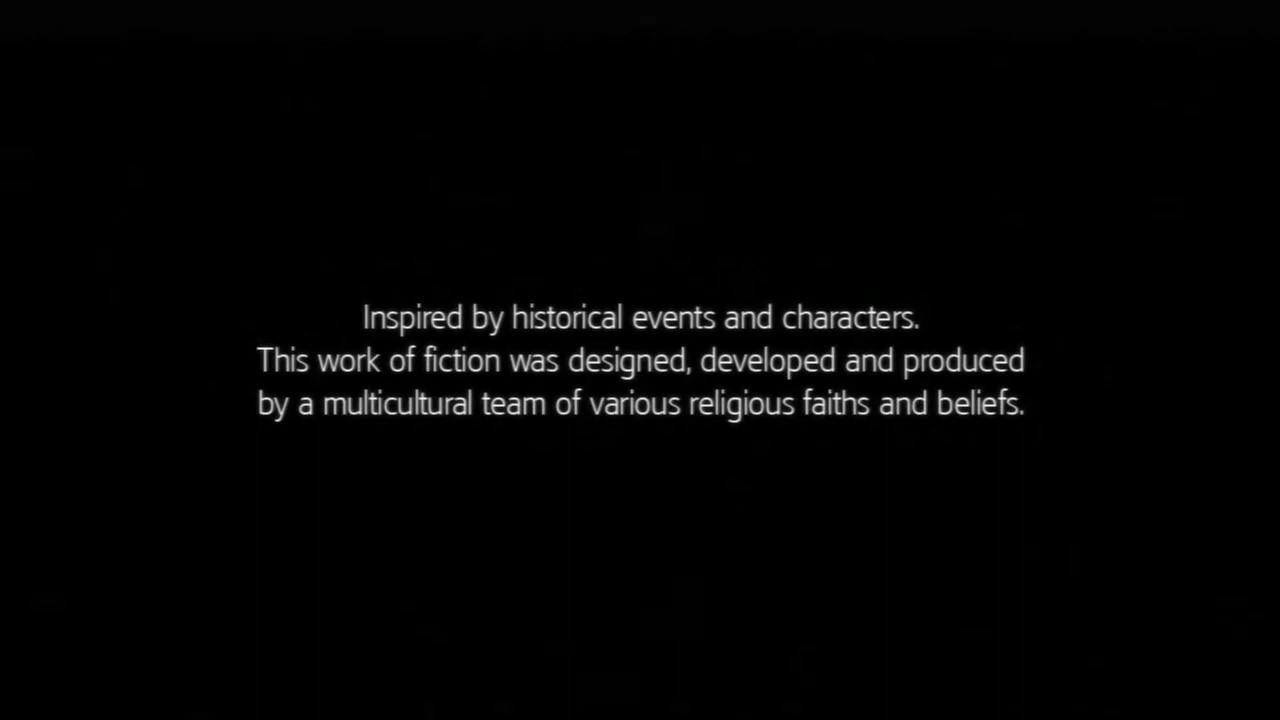 Inspired by historical events and characters.
This work of fiction was designed, developed and produced
by a multicultural team of various religious faiths and beliefs.